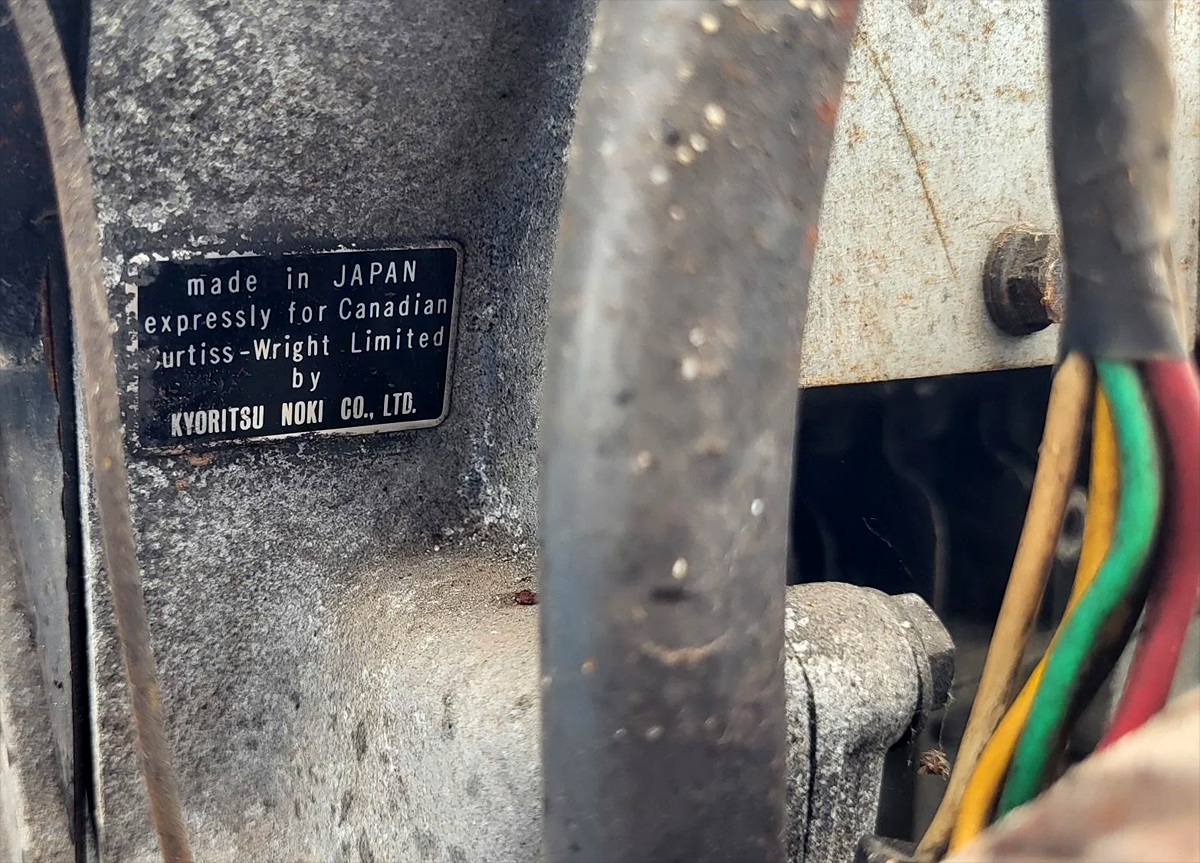 made in JAPAN
expressly for Canadian
Curtiss-Wright Limited
by
KYORITSU NOKI CO., LTD.